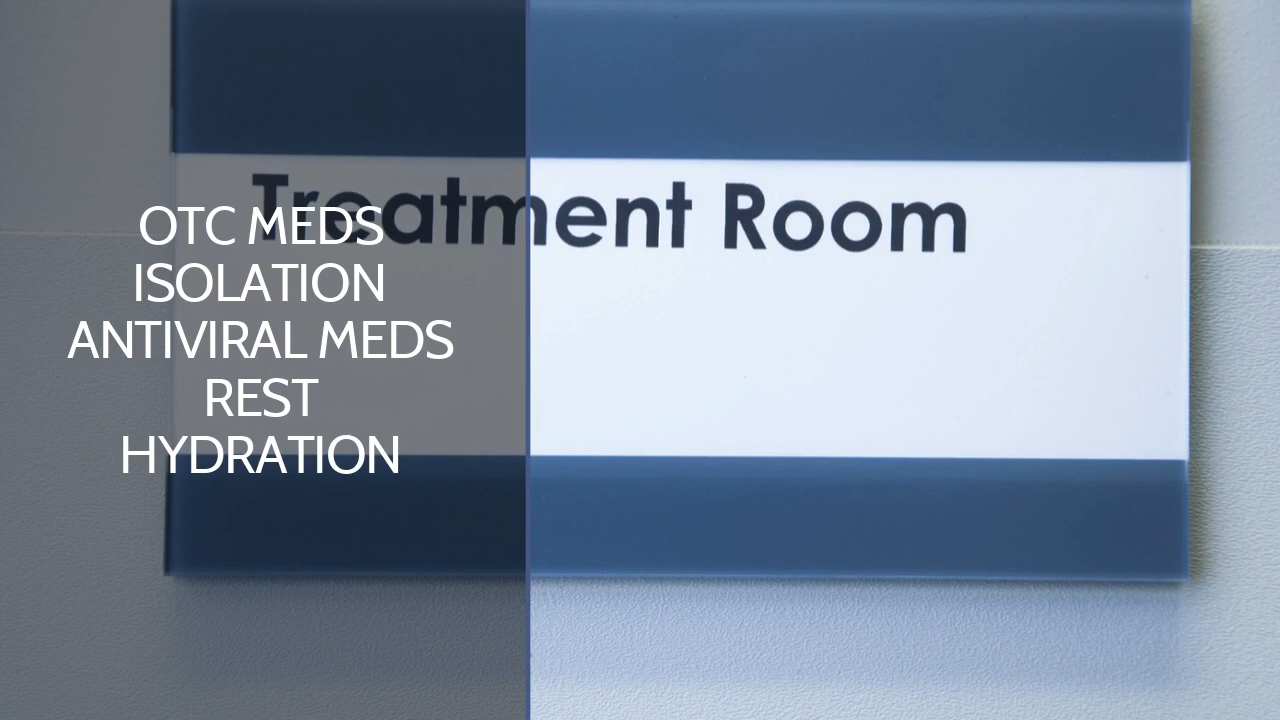 Treatment Room
OTC MEDS
ISOLATION
ANTIVIRAL MEDS
REST
HYDRATION